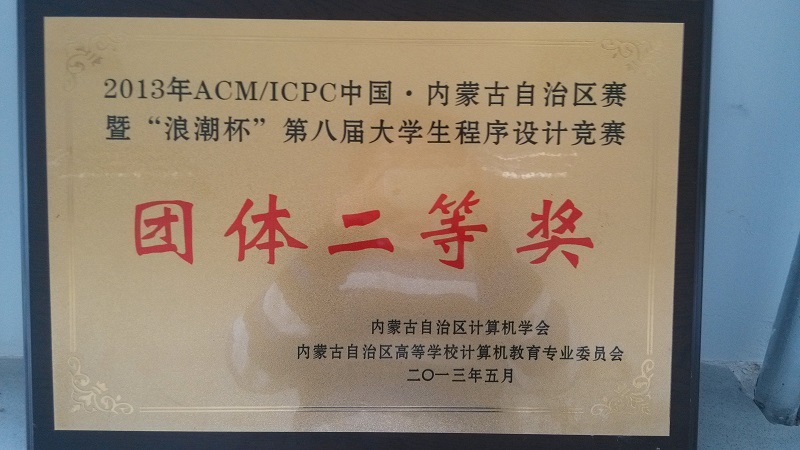 2013年ACM/ICPC中国·内蒙古自治区赛
暨“浪潮杯”第八届大学生程序设计竞赛
团体二等奖
内蒙古自治区计算机学会
内蒙古自治区高等学校计算机教育专业委员会
二〇一三年五月